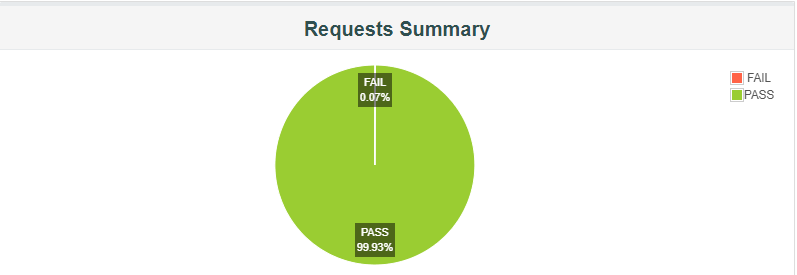 Requests Summary
FAIL
0.07%
FAIL
PASS
PASS
99.93%